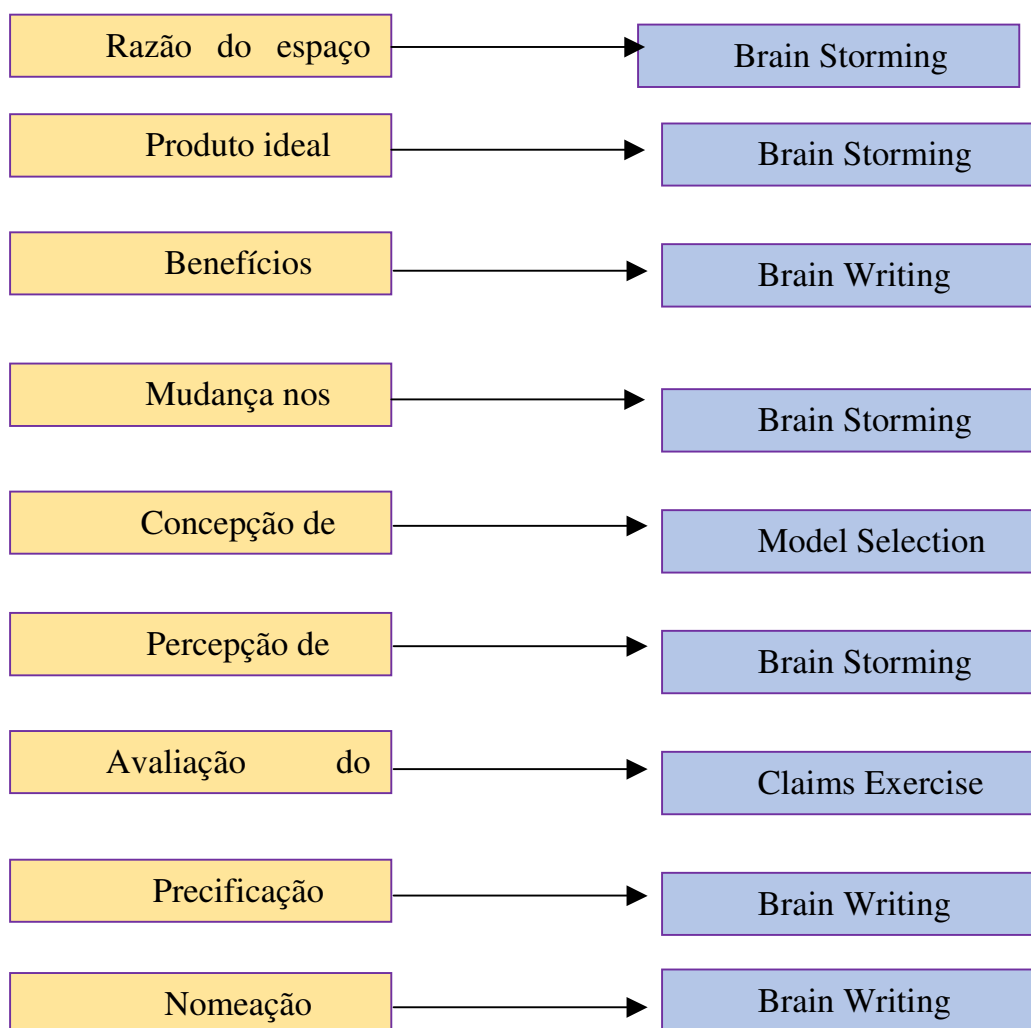 Razão do espaço
Brain Storming
Produto ideal
Brain Storming
Benefícios
Brain Writing
Mudança nos
Brain Storming
Concepção de
Model Selection
Percepção de
Brain Storming
Avaliação do
Claims Exercise
Precificação
Brain Writing
Nomeação
Brain Writing